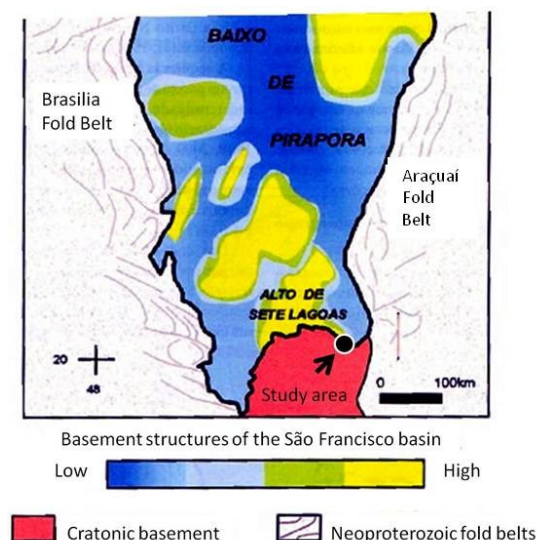 BAIXO
DE
PIRAPORA
Brasilia
Fold Belt
Araçuaí
Fold
Belt
ALTO DE
SETE LAGOAS
20
48
Study area
0 100km
Basement structures of the São Francisco basin
Low High
Cratonic basement Neoproterozoic fold belts